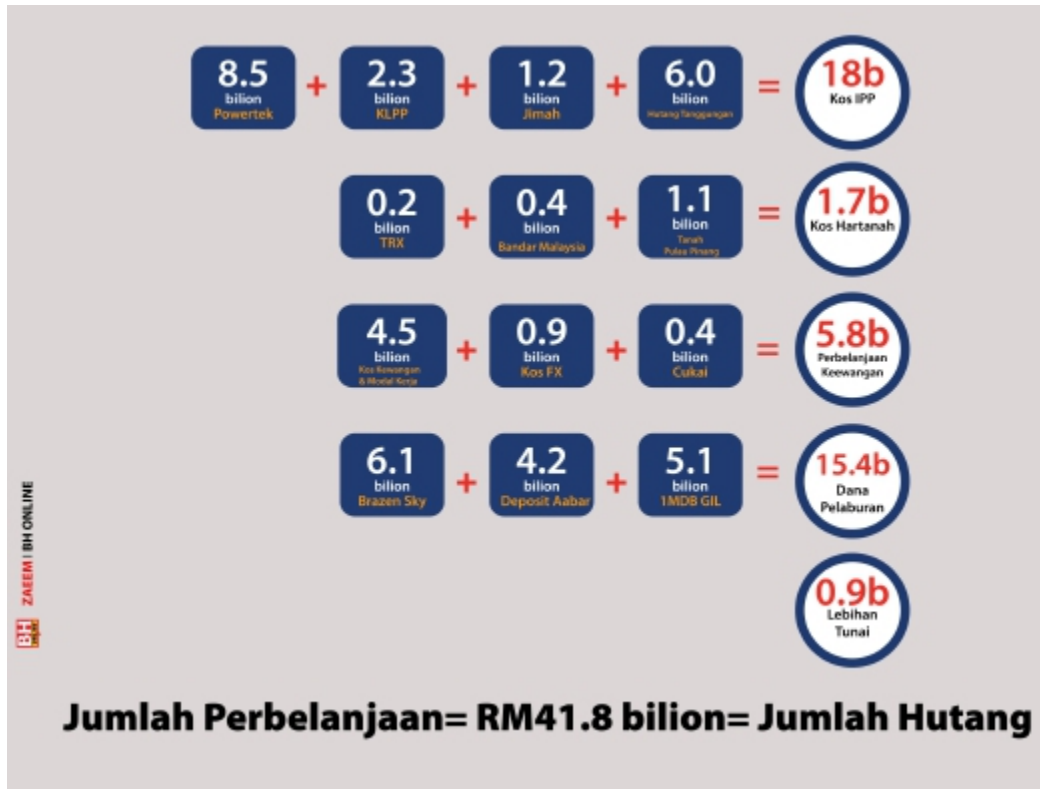 8.5 + 2.3 + 1.2 + 6.0 = 18b
bilion bilion bilion bilion Kos IPP
Powertek KLPP Jimah Hutang Tanggungan
0.2 + 0.4 + 1.1 = 1.7b
bilion bilion bilion Kos Hartanah
TRX Bandar Malaysia Tanah
Pulau Pinang
4.5 + 0.9 + 0.4 = 5.8b
bilion bilion bilion Perbelanjaan
Kos Kewangan Kos FX Cukai Keewangan
& Modal Kerja
6.1 + 4.2 + 5.1 = 15.4b
bilion bilion bilion Dana
Brazen Sky Deposit Aabar 1MDB GIL Pelaburan
0.9b
Lebihan
Tunai
BH ZAEEM I BH ONLINE
Jumlah Perbelanjaan= RM41.8 bilion= Jumlah Hutang